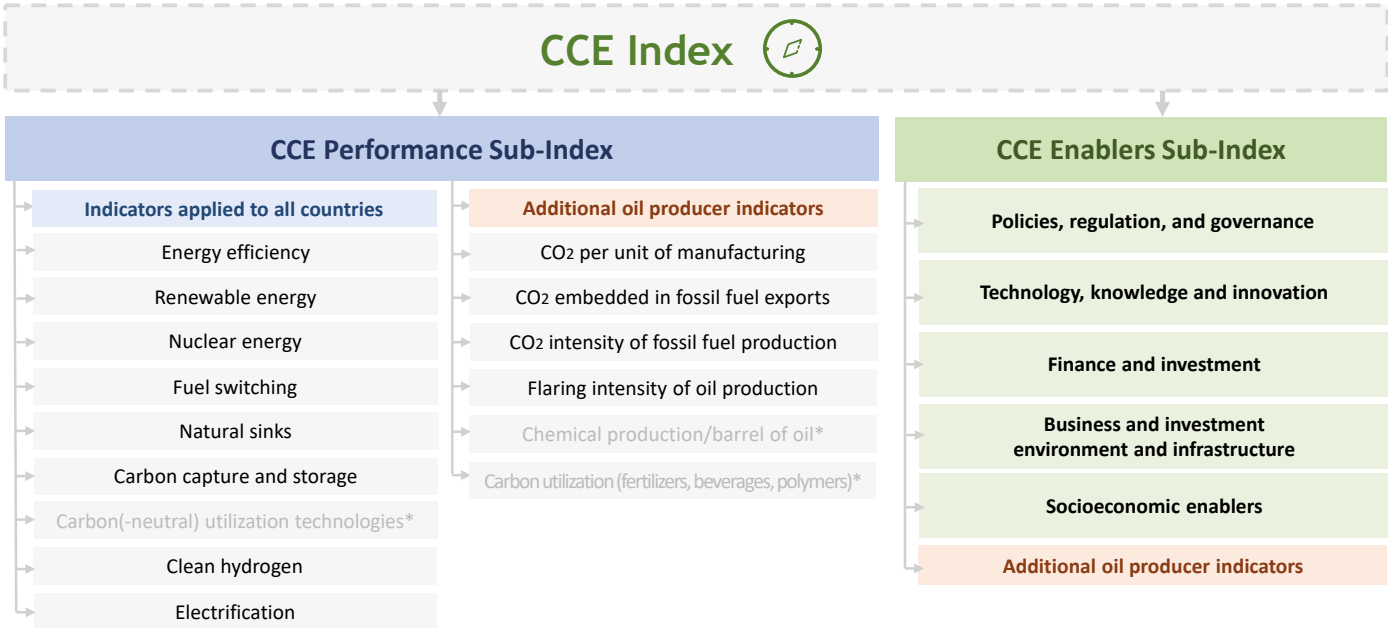 CCE Index
CCE Performance Sub-Index
Indicators applied to all countries
Energy efficiency
Renewable energy
Nuclear energy
Fuel switching
Natural sinks
Carbon capture and storage
Carbon(-neutral) utilization technologies*
Clean hydrogen
Electrification
Additional oil producer indicators
CO2 per unit of manufacturing
CO2 embedded in fossil fuel exports
CO2 intensity of fossil fuel production
Flaring intensity of oil production
Chemical production/barrel of oil*
Carbon utilization (fertilizers, beverages, polymers)*
CCE Enablers Sub-Index
Policies, regulation, and governance
Technology, knowledge and innovation
Finance and investment
Business and investment
environment and infrastructure
Socioeconomic enablers
Additional oil producer indicators